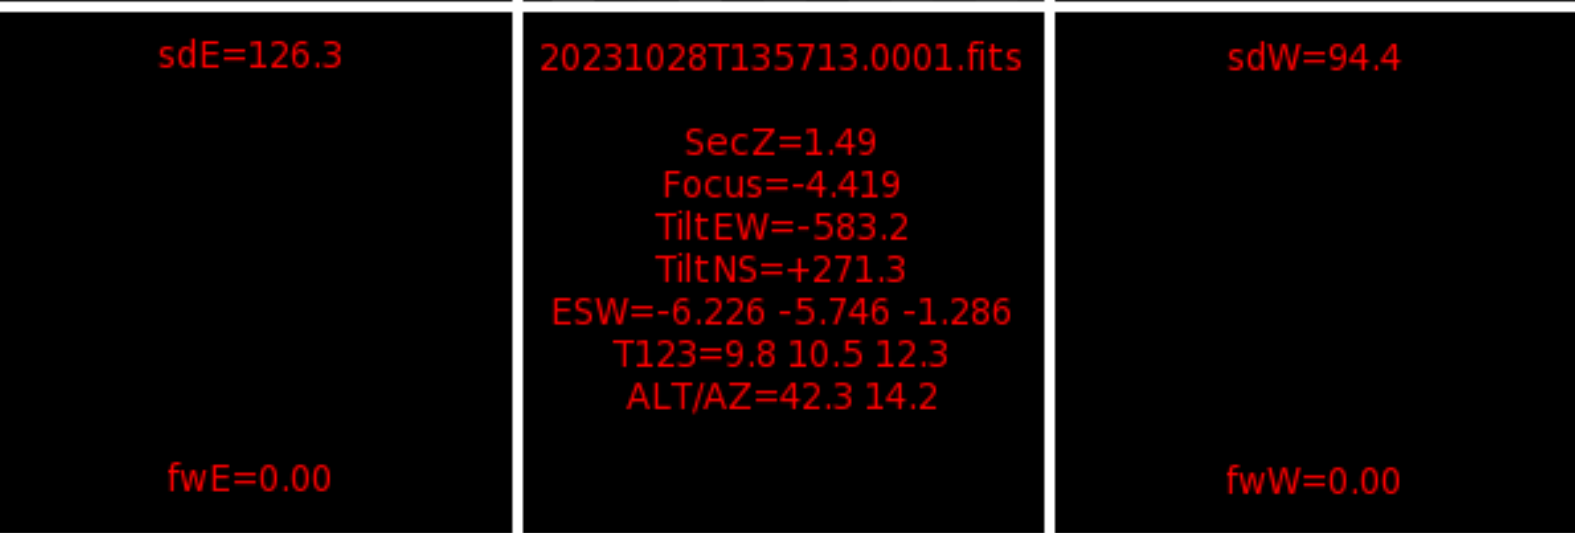 sdE=126.3
20231028T135713.0001.fits
sdW=94.4
SecZ=1.49
Focus=-4.419
TiltEW=-583.2
TiltNS=+271.3
ESW=-6.226 -5.746 -1.286
T123=9.8 10.5 12.3
ALT/AZ=42.3 14.2
fwE=0.00
fwW=0.00